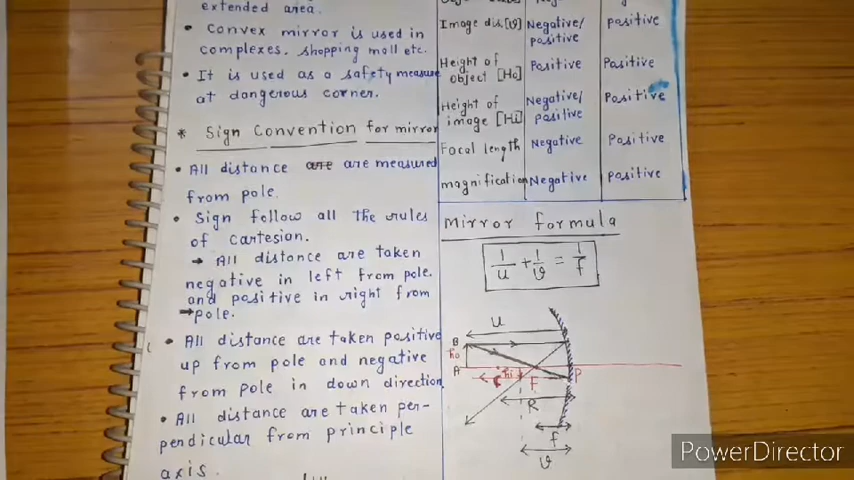 extended area.
• Convex mirror is used in
complexes, shopping mall etc.
• It is used as a safety measure
at dangerous corner.
* Sign Convention for mirror
• All distance are are measured
from pole.
• Sign follow all the rules
of cartesion.
→ All distance are taken
negative in left from pole.
and positive in right from
→ pole.
• All distance are taken positive
up from pole and negative
from pole in down direction
• All distance are taken per-
pendicular from principle
axis.
Image dis[v] Negative/ positive
positive
Height of object [Ho] Positive Positive
Height of image [Hi] Negative/ positive Positive
Focal length Negative Positive
magnification Negative Positive
Mirror formula
1/u + 1/v = 1/f
u
B
ho
A
C hi F P
R
f
v
PowerDirector